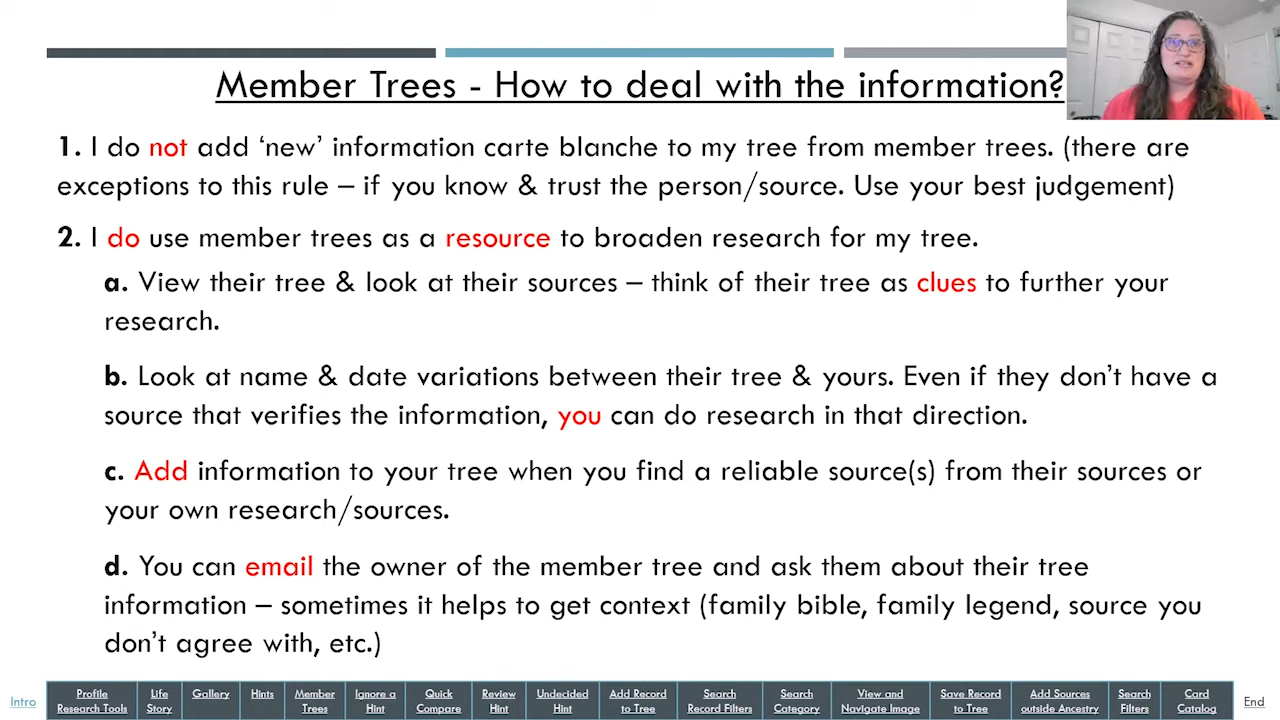 Member Trees - How to deal with the information?
1. I do not add ‘new’ information carte blanche to my tree from member trees. (there are
exceptions to this rule – if you know & trust the person/source. Use your best judgement)
2. I do use member trees as a resource to broaden research for my tree.
a. View their tree & look at their sources – think of their tree as clues to further your
research.
b. Look at name & date variations between their tree & yours. Even if they don’t have a
source that verifies the information, you can do research in that direction.
c. Add information to your tree when you find a reliable source(s) from their sources or
your own research/sources.
d. You can email the owner of the member tree and ask them about their tree
information – sometimes it helps to get context (family bible, family legend, source you
don’t agree with, etc.)
Intro
Profile
Research Tools
Life
Story
Gallery
Hints
Member
Trees
Ignore a
Hint
Quick
Compare
Review
Hint
Undecided
Hint
Add Record
to Tree
Search
Record Filters
Search
Category
View and
Navigate Image
Save Record
to Tree
Add Sources
outside Ancestry
Search
Filters
Card
Catalog
End